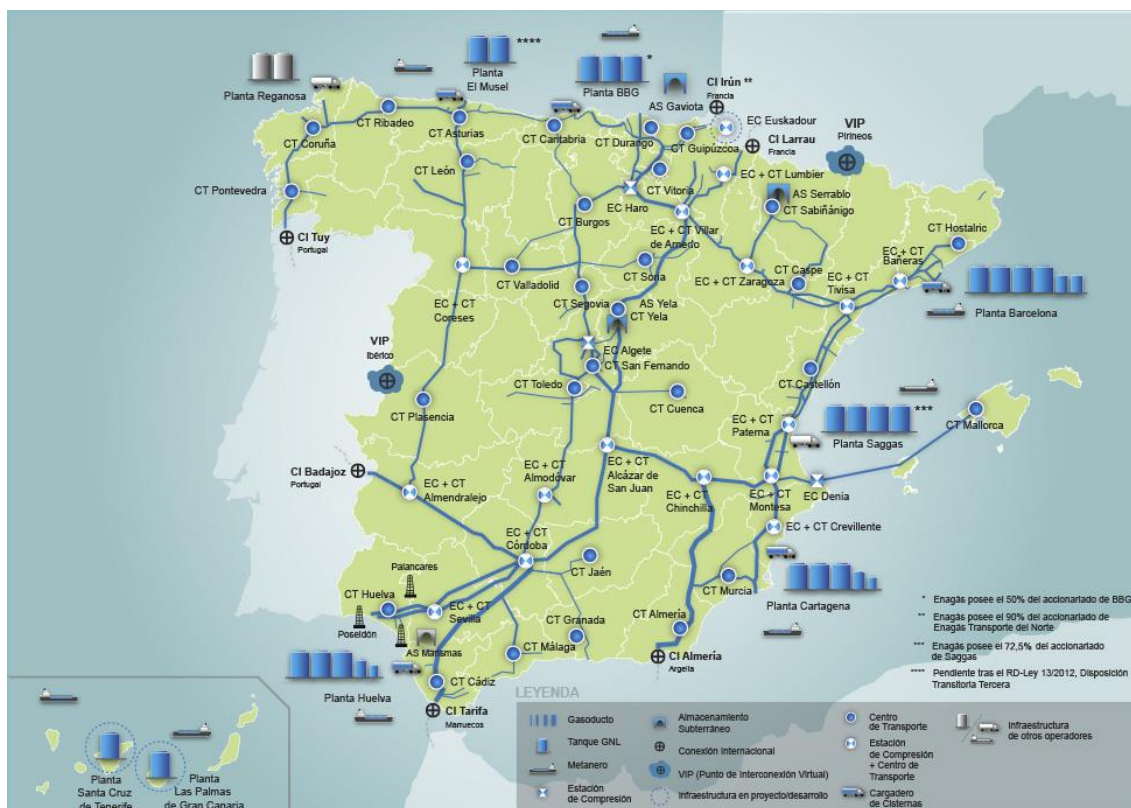 ****
Planta
El Musel
*
Planta BBG
Planta Reganosa
AS Gaviota
CI Irún **
Francia
EC Euskadour
CI Larrau
Francia
VIP
Pirineos
CT Ribadeo
CT Asturias
CT Cantabria
CT Durango
CT Guipúzcoa
CT Coruña
CT León
CT Vitoria
EC + CT Lumbier
AS Serrablo
CT Sabiñánigo
CT Pontevedra
EC Haro
CT Burgos
EC + CT Villar
de Arnedo
CT Hostalric
CI Tuy
Portugal
EC + CT
Bañeras
CT Valladolid
CT Soria
EC + CT Zaragoza
CT Caspe
EC + CT
Tivisa
EC + CT
Coreses
CT Segovia
AS Yela
CT Yela
Planta Barcelona
VIP
Ibérico
EC Algete
CT San Fernando
CT Toledo
CT Castellón
CT Cuenca
CT Plasencia
EC + CT
Paterna
***
Planta Saggas
CT Mallorca
CI Badajoz
Portugal
EC + CT
Almendralejo
EC + CT
Almodóvar
EC + CT
Alcázar de
San Juan
EC + CT
Chinchilla
EC + CT
Montesa
EC Denia
EC + CT Crevillente
EC + CT
Córdoba
CT Jaén
Palancares
CT Huelva
Poseidón
EC + CT
Sevilla
CT Murcia
Planta Cartagena
CT Granada
CT Almería
AS Marismas
CT Málaga
CI Almería
Argelia
Planta Huelva
CT Cádiz
CI Tarifa
Marruecos
* Enagás posee el 50% del accionariado de BBG
** Enagás posee el 90% del accionariado de
Enagás Transporte del Norte
*** Enagás posee el 72,5% del accionariado
de Saggas
**** Pendiente tras el RD-Ley 13/2012, Disposición
Transitoria Tercera
Planta
Santa Cruz
de Tenerife
Planta
Las Palmas
de Gran Canaria
LEYENDA
Gasoducto
Tanque GNL
Metanero
Estación
de Compresión
Almacenamiento
Subterráneo
Conexión Internacional
VIP (Punto de Interconexión Virtual)
Infraestructura en proyecto/desarrollo
Centro
de Transporte
Estación
de Compresión
+ Centro de
Transporte
Cargadero
de Cisternas
Infraestructura
de otros operadores